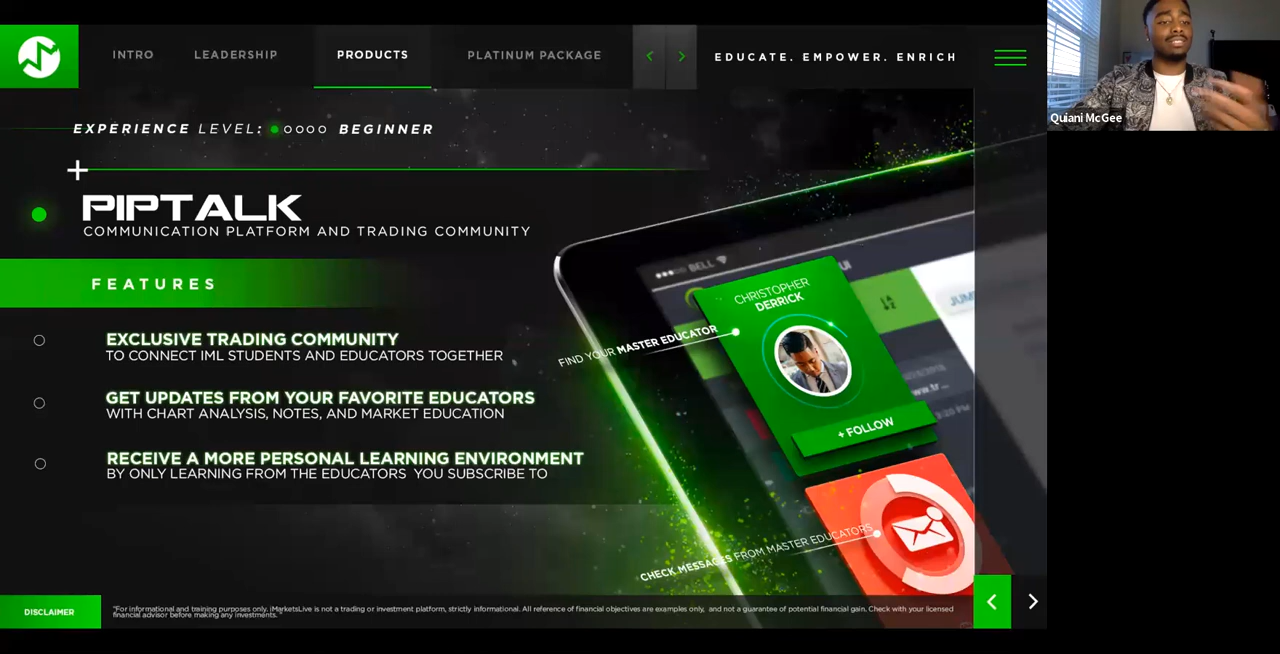 INTRO
LEADERSHIP
PRODUCTS
PLATINUM PACKAGE
EDUCATE. EMPOWER. ENRICH
Quiani McGee
EXPERIENCE LEVEL: BEGINNER
PIPTALK
COMMUNICATION PLATFORM AND TRADING COMMUNITY
FEATURES
EXCLUSIVE TRADING COMMUNITY
TO CONNECT IML STUDENTS AND EDUCATORS TOGETHER
GET UPDATES FROM YOUR FAVORITE EDUCATORS
WITH CHART ANALYSIS, NOTES, AND MARKET EDUCATION
RECEIVE A MORE PERSONAL LEARNING ENVIRONMENT
BY ONLY LEARNING FROM THE EDUCATORS YOU SUBSCRIBE TO
BELL
CHRISTOPHER
DERRICK
FIND YOUR MASTER EDUCATOR
+ FOLLOW
CHECK MESSAGES FROM MASTER EDUCATORS
DISCLAIMER
"For informational and training purposes only. iMarketsLive is not a trading or investment platform, strictly informational. All reference of financial objectives are examples only, and not a guarantee of potential financial gain. Check with your licensed
financial advisor before making any investments."